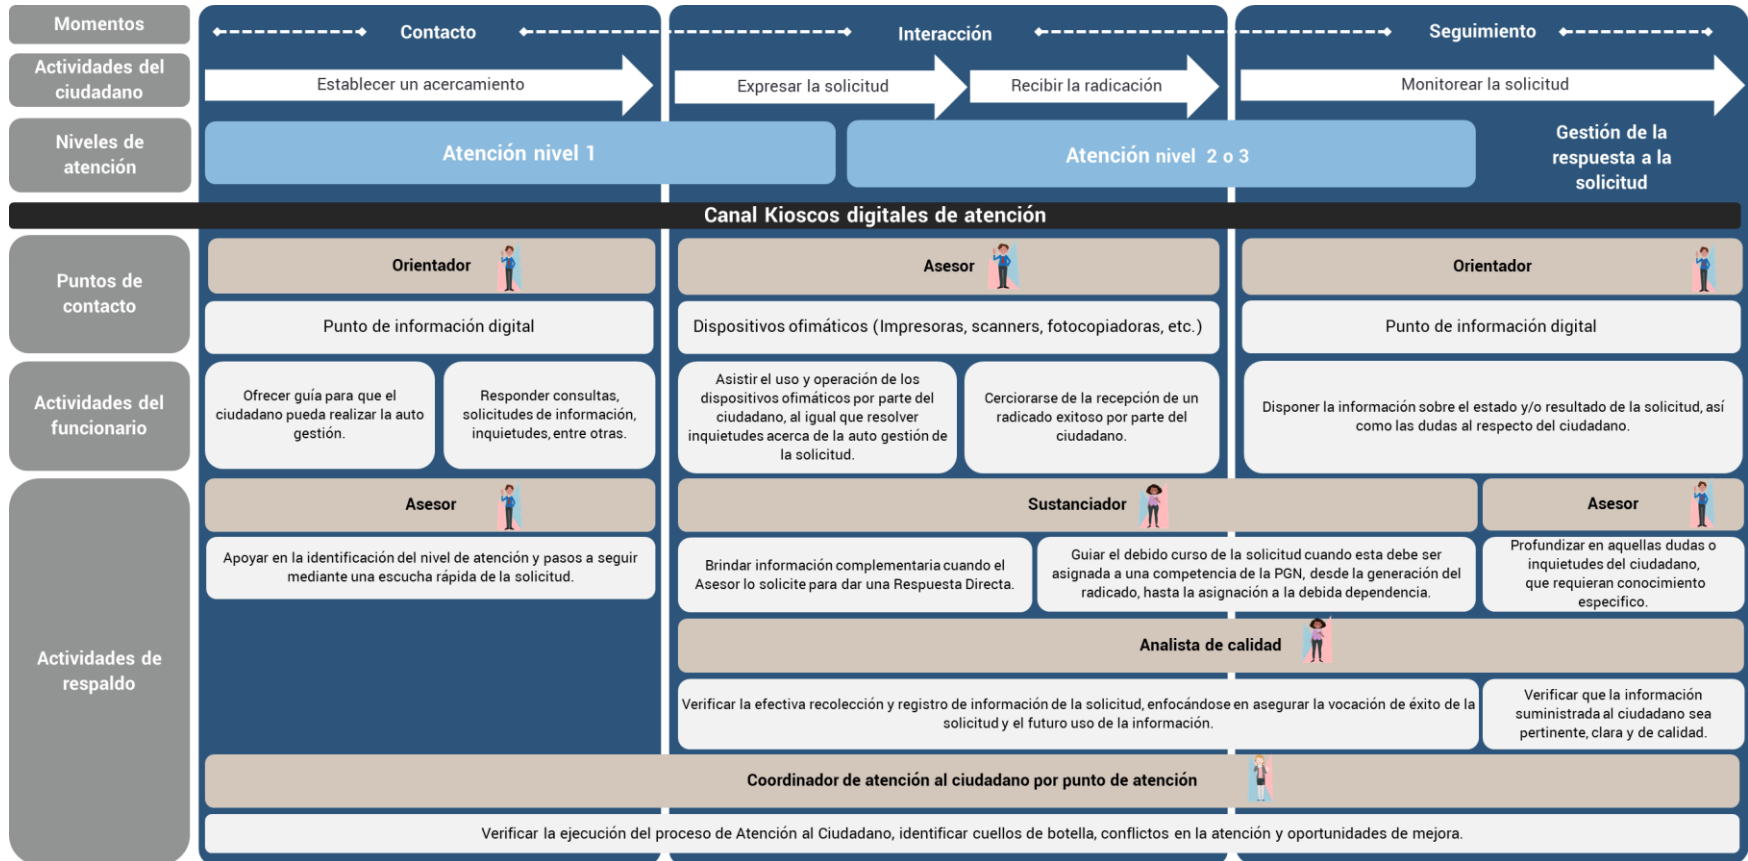 Momentos
Contacto
Interacción
Seguimiento
Actividades del
ciudadano
Establecer un acercamiento
Expresar la solicitud
Recibir la radicación
Monitorear la solicitud
Niveles de
atención
Atención nivel 1
Atención nivel 2 o 3
Gestión de la
respuesta a la
solicitud
Canal Kioscos digitales de atención
Puntos de
contacto
Orientador
Asesor
Orientador
Punto de información digital
Dispositivos ofimáticos (Impresoras, scanners, fotocopiadoras, etc.)
Punto de información digital
Actividades del
funcionario
Ofrecer guía para que el
ciudadano pueda realizar la auto
gestión.
Responder consultas,
solicitudes de información,
inquietudes, entre otras.
Asistir el uso y operación de los
dispositivos ofimáticos por parte del
ciudadano, al igual que resolver
inquietudes acerca de la auto gestión de
la solicitud.
Cerciorarse de la recepción de un
radicado exitoso por parte del
ciudadano.
Disponer la información sobre el estado y/o resultado de la solicitud, así
como las dudas al respecto del ciudadano.
Actividades de
respaldo
Asesor
Sustanciador
Asesor
Apoyar en la identificación del nivel de atención y pasos a seguir
mediante una escucha rápida de la solicitud.
Brindar información complementaria cuando el
Asesor lo solicite para dar una Respuesta Directa.
Guiar el debido curso de la solicitud cuando esta debe ser
asignada a una competencia de la PGN, desde la generación del
radicado, hasta la asignación a la debida dependencia.
Profundizar en aquellas dudas o
inquietudes del ciudadano,
que requieran conocimiento
especifico.
Analista de calidad
Verificar la efectiva recolección y registro de información de la solicitud, enfocándose en asegurar la vocación de éxito de la
solicitud y el futuro uso de la información.
Verificar que la información
suministrada al ciudadano sea
pertinente, clara y de calidad.
Coordinador de atención al ciudadano por punto de atención
Verificar la ejecución del proceso de Atención al Ciudadano, identificar cuellos de botella, conflictos en la atención y oportunidades de mejora.